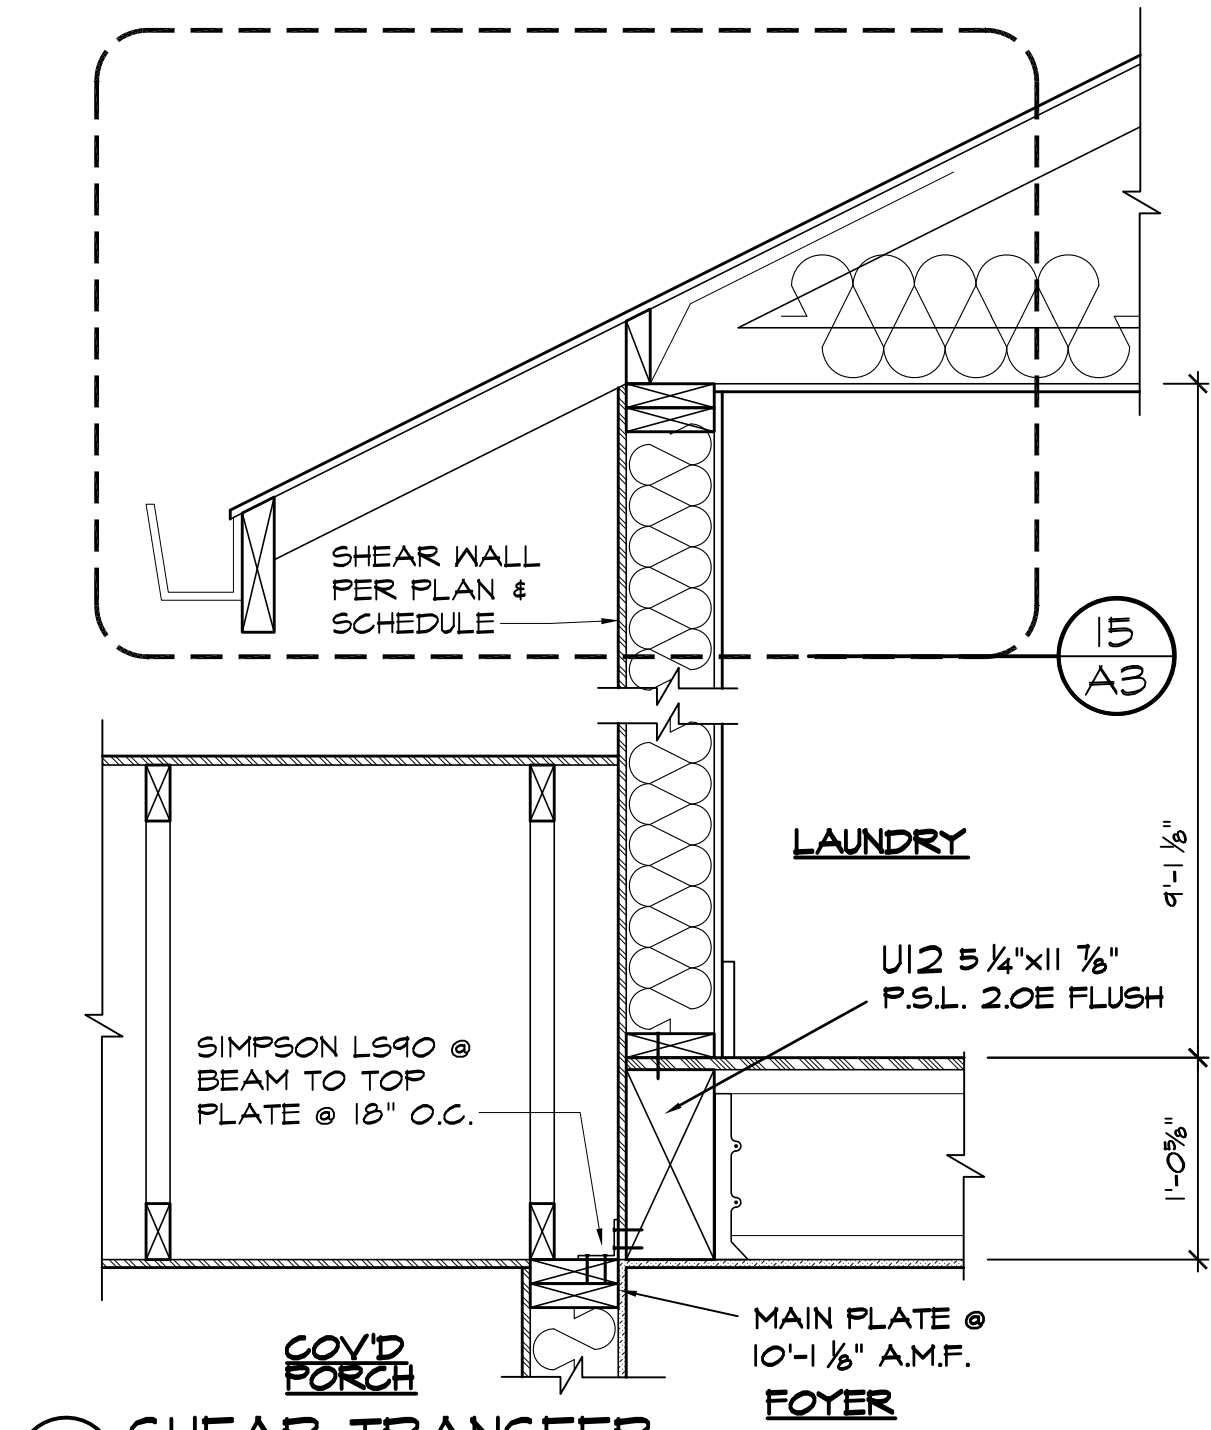 SHEAR WALL
PER PLAN &
SCHEDULE
15
A3
LAUNDRY
9'-1 1/8"
U12 5 1/4"x11 7/8"
P.S.L. 2.0E FLUSH
SIMPSON LS90 @
BEAM TO TOP
PLATE @ 18" O.C.
1'-0 5/8"
MAIN PLATE @
10'-1 1/8" A.M.F.
COV'D
PORCH
FOYER
SHEAR TRANSFER